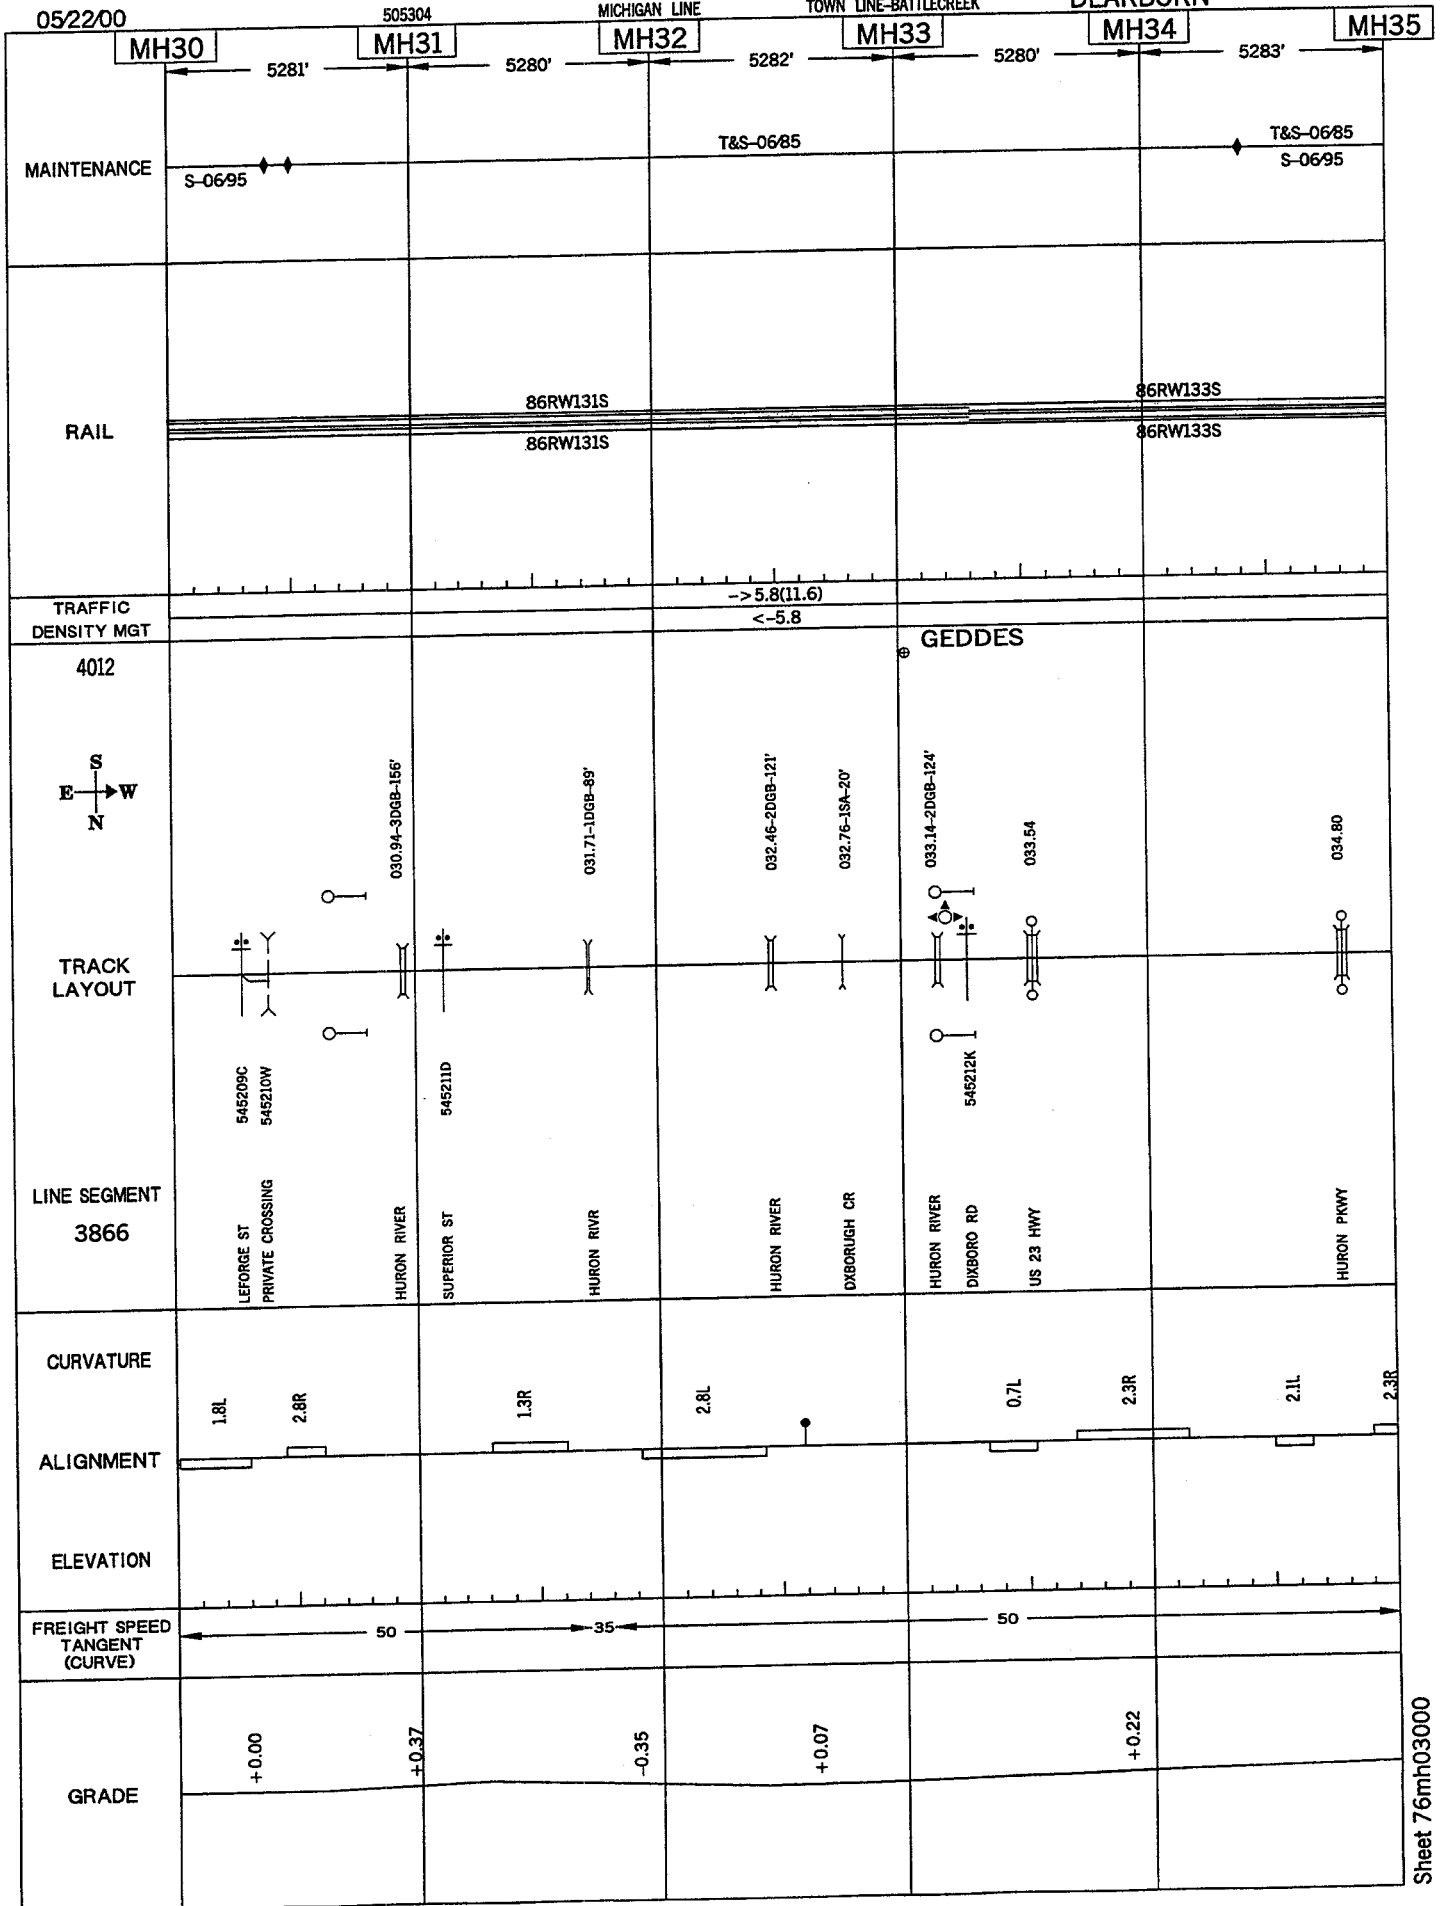 05/22/00
505304
MICHIGAN LINE
TOWN LINE-BATTLECREEK
DEARBORN
MH30
MH31
MH32
MH33
MH34
MH35
5281'
5280'
5282'
5280'
5283'
MAINTENANCE
S-06/95
T&S-06/85
T&S-06/85
S-06/95
RAIL
86RW131S
86RW131S
86RW133S
86RW133S
TRAFFIC
DENSITY MGT
->5.8(11.6)
<-5.8
4012
GEDDES
S
E
W
N
030.94-3DGB-156'
031.71-1DGB-89'
032.46-2DGB-121'
032.76-1SA-20'
033.14-2DGB-124'
033.54
034.80
TRACK
LAYOUT
545209C
545210W
545211D
545212K
LINE SEGMENT
3866
LEFORGE ST
PRIVATE CROSSING
HURON RIVER
SUPERIOR ST
HURON RIVR
HURON RIVER
DXBORUGH CR
HURON RIVER
DIXBORO RD
US 23 HWY
HURON PKWY
CURVATURE
1.8L
2.8R
1.3R
2.8L
0.7L
2.3R
2.1L
2.3R
ALIGNMENT
ELEVATION
FREIGHT SPEED
TANGENT
(CURVE)
50
35
50
GRADE
+0.00
+0.37
-0.35
+0.07
+0.22
Sheet 76mh03000